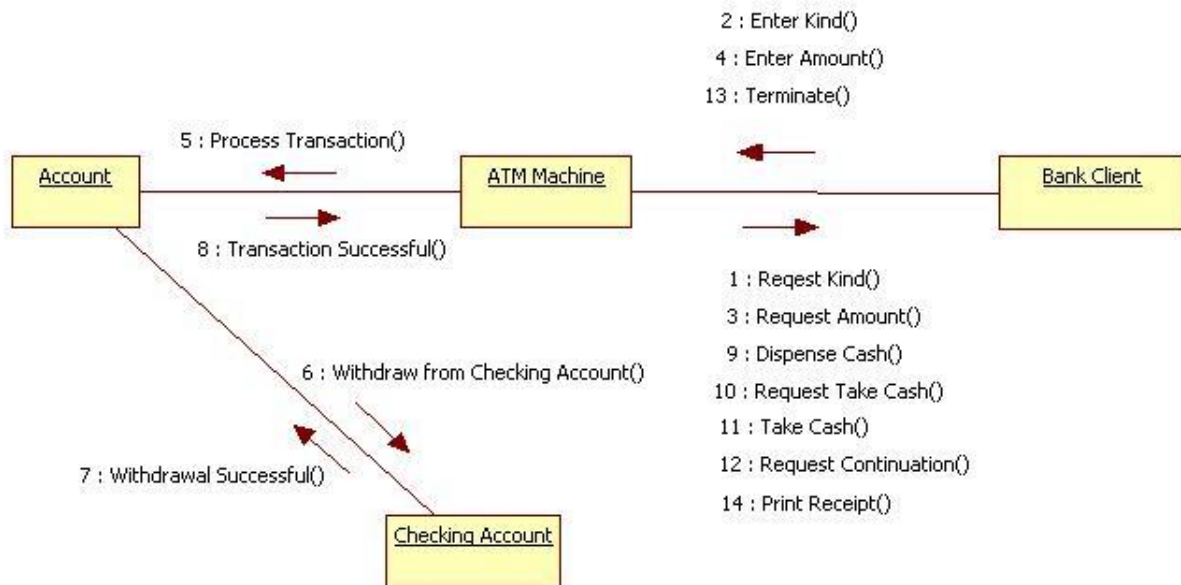 2 : Enter Kind()
4 : Enter Amount()
13 : Terminate()
5 : Process Transaction()
Account
ATM Machine
Bank Client
8 : Transaction Successful()
1 : Reqest Kind()
3 : Request Amount()
9 : Dispense Cash()
10 : Request Take Cash()
11 : Take Cash()
12 : Request Continuation()
14 : Print Receipt()
6 : Withdraw from Checking Account()
7 : Withdrawal Successful()
Checking Account